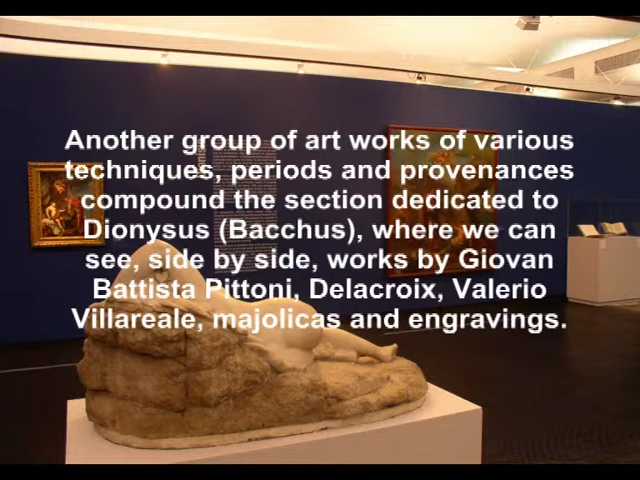 Another group of art works of various
techniques, periods and provenances
compound the section dedicated to
Dionysus (Bacchus), where we can
see, side by side, works by Giovan
Battista Pittoni, Delacroix, Valerio
Villareale, majolicas and engravings.